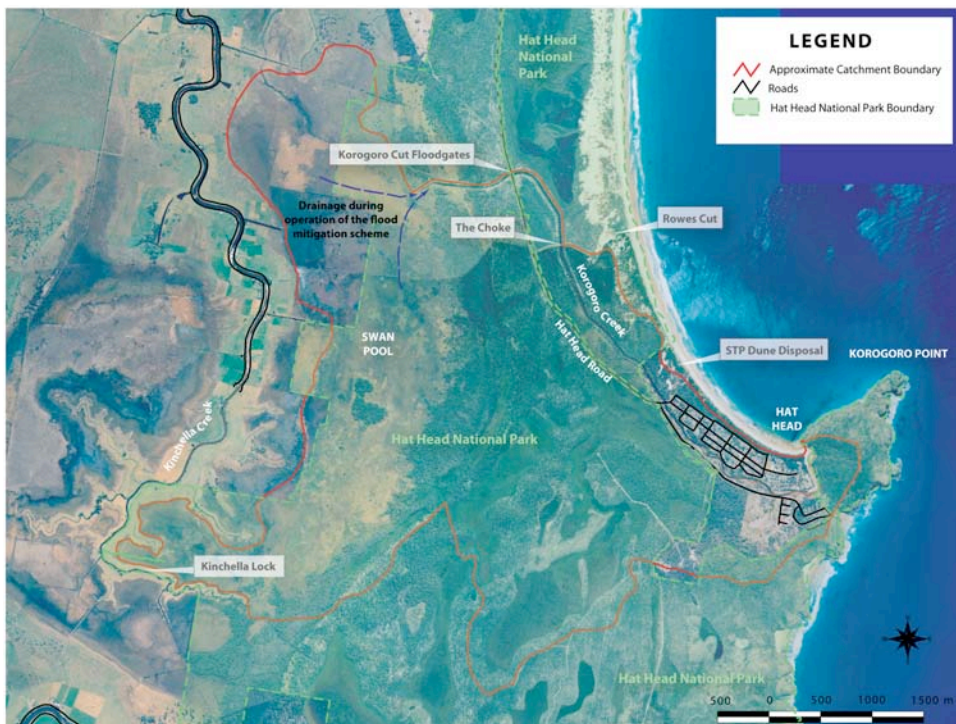 Hat Head
National
Park
LEGEND
Approximate Catchment Boundary
Roads
Hat Head National Park Boundary
Korogoro Cut Floodgates
Drainage during
operation of the flood
mitigation scheme
The Choke
Rowes Cut
Korogoro Creek
SWAN
POOL
Hat Head Road
STP Dune Disposal
KOROGORO POINT
HAT
HEAD
Kinchella Creek
Hat Head National Park
Kinchella Lock
Hat Head National Park
500 0 500 1000 1500 m